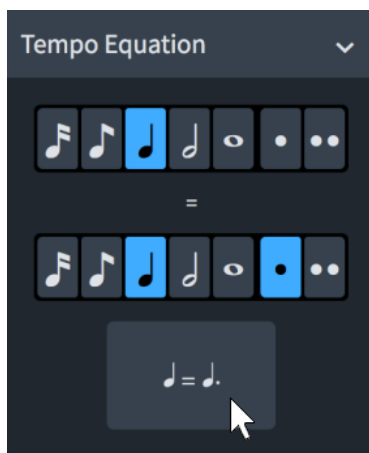 Tempo Equation
=
=